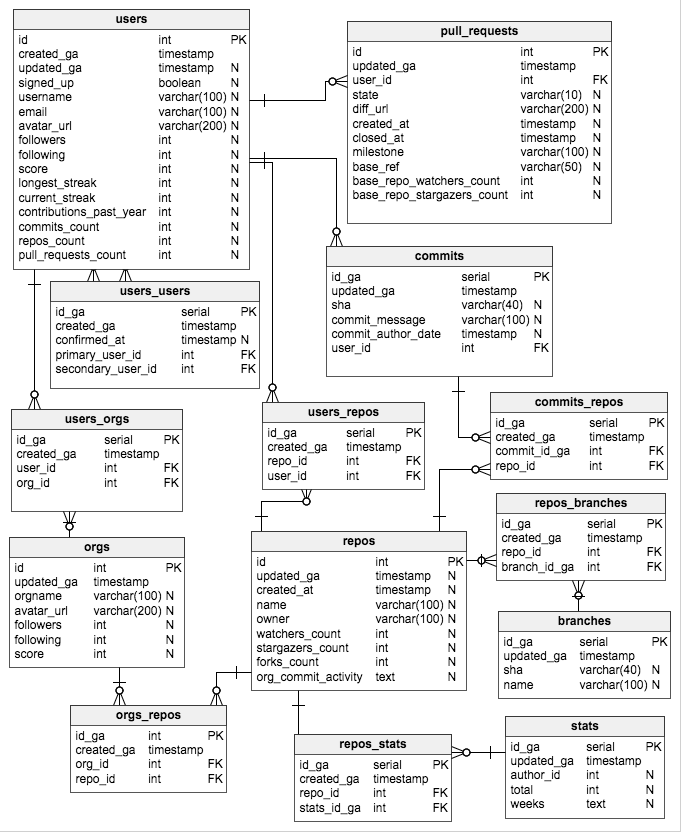 users
id int PK
created_ga timestamp
updated_ga timestamp N
signed_up boolean N
username varchar(100) N
email varchar(100) N
avatar_url varchar(200) N
followers int N
following int N
score int N
longest_streak int N
current_streak int N
contributions_past_year int N
commits_count int N
repos_count int N
pull_requests_count int N
pull_requests
id int PK
updated_ga timestamp
user_id int FK
state varchar(10) N
diff_url varchar(200) N
created_at timestamp N
closed_at timestamp N
milestone varchar(100) N
base_ref varchar(50) N
base_repo_watchers_count int N
base_repo_stargazers_count int N
users_users
id_ga serial PK
created_ga timestamp
confirmed_at timestamp N
primary_user_id int FK
secondary_user_id int FK
commits
id_ga serial PK
updated_ga timestamp
sha varchar(40) N
commit_message varchar(100) N
commit_author_date timestamp N
user_id int FK
users_orgs
id_ga serial PK
created_ga timestamp
user_id int FK
org_id int FK
users_repos
id_ga serial PK
created_ga timestamp
repo_id int FK
user_id int FK
commits_repos
id_ga serial PK
created_ga timestamp
commit_id_ga int FK
repo_id int FK
repos_branches
id_ga serial PK
created_ga timestamp
repo_id int FK
branch_id_ga int FK
orgs
id int PK
updated_ga timestamp
orgname varchar(100) N
avatar_url varchar(200) N
followers int N
following int N
score int N
repos
id int PK
updated_ga timestamp N
created_at timestamp N
name varchar(100) N
owner varchar(100) N
watchers_count int N
stargazers_count int N
forks_count int N
org_commit_activity text N
branches
id_ga serial PK
updated_ga timestamp
sha varchar(40) N
name varchar(100) N
orgs_repos
id_ga int PK
created_ga timestamp
org_id int FK
repo_id int FK
repos_stats
id_ga serial PK
created_ga timestamp
repo_id int FK
stats_id_ga int FK
stats
id_ga serial PK
updated_ga timestamp
author_id int N
total int N
weeks text N